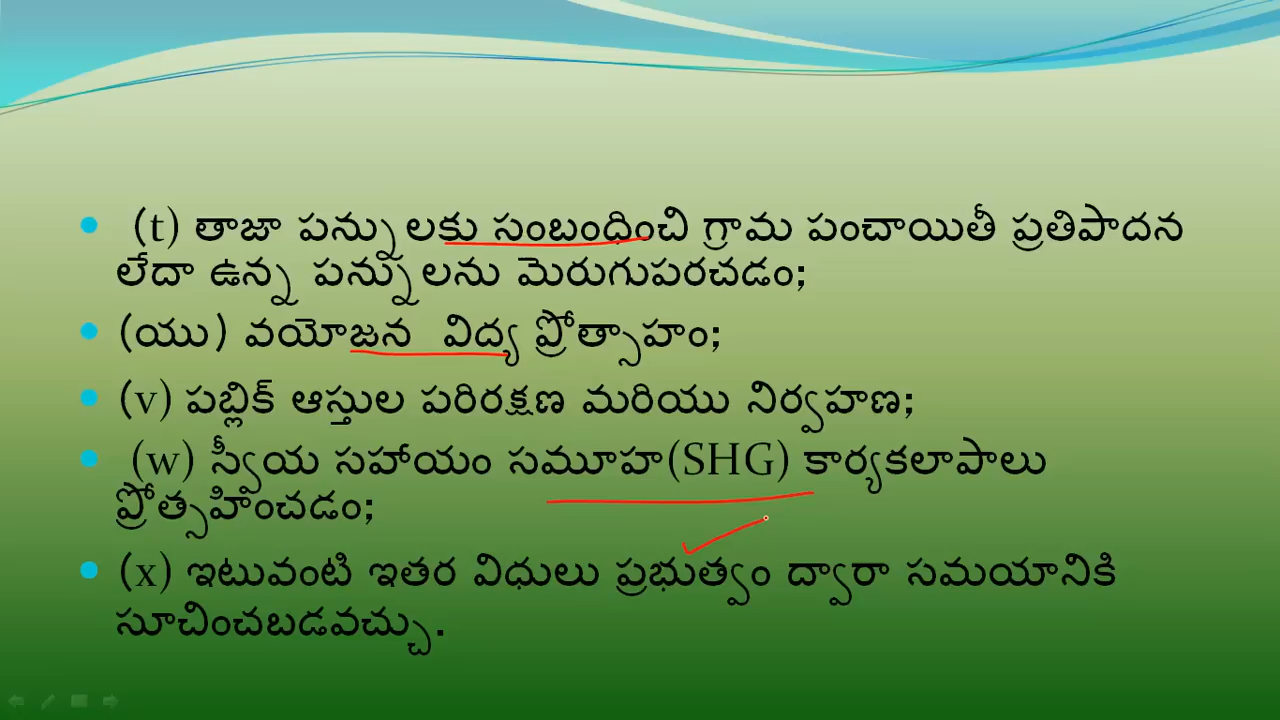 (t) తాజా పన్నులకు సంబందించి గ్రామ పంచాయితీ ప్రతిపాదన
లేదా ఉన్న పన్నులను మెరుగుపరచడం;
(యు) వయోజన విద్య ప్రోత్సాహం;
(v) పబ్లిక్ ఆస్తుల పరిరక్షణ మరియు నిర్వహణ;
(w) స్వీయ సహాయం సమూహ(SHG) కార్యకలాపాలు
ప్రోత్సహించడం;
(x) ఇటువంటి ఇతర విధులు ప్రభుత్వం ద్వారా సమయానికి
సూచించబడవచ్చు.